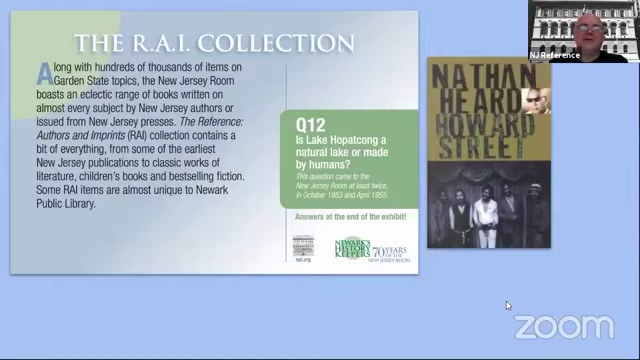 THE R.A.I. COLLECTION
Along with hundreds of thousands of items on
Garden State topics, the New Jersey Room
boasts an eclectic range of books written on
almost every subject by New Jersey authors or
issued from New Jersey presses. The Reference:
Authors and Imprints (RAI) collection contains a
bit of everything, from some of the earliest
New Jersey publications to classic works of
literature, children's books and bestselling fiction.
Some RAI items are almost unique to Newark
Public Library.
Q12
Is Lake Hopatcong a
natural lake or made
by humans?
This question came to the
New Jersey Room at least twice,
in October 1953 and April 1955.
Answers at the end of the exhibit!
npl.org
NEWARK'S
HISTORY
KEEPERS
70 YEARS
OF THE
NEW JERSEY ROOM
NATHAN
HEARD
HOWARD
STREET
NJ Reference
zoom